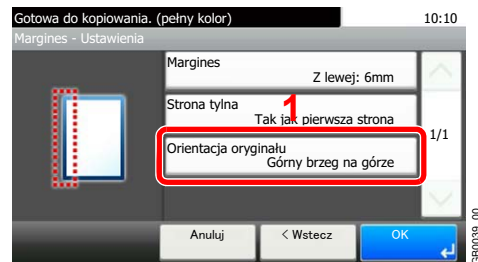 Gotowa do kopiowania. (pełny kolor)
10:10
Margines - Ustawienia
Margines
Z lewej: 6mm
Strona tylna
Tak jak pierwsza strona
1
1/1
Orientacja oryginału
Górny brzeg na górze
Anuluj
< Wstecz
OK
GB0039_00